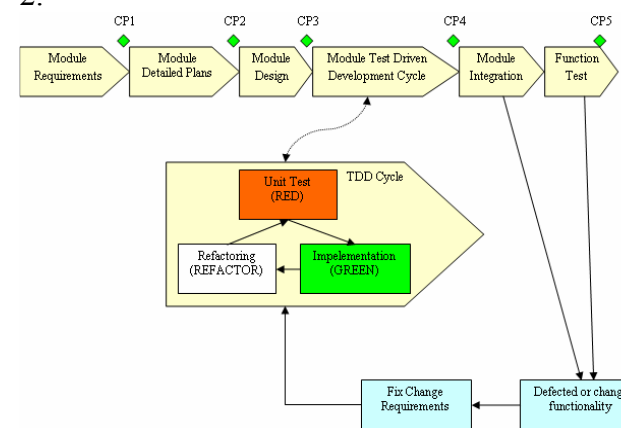 2.
CP1 CP2 CP3 CP4 CP5
Module
Requirements
Module
Detailed Plans
Module
Design
Module Test Driven
Development Cycle
Module
Integration
Function
Test
TDD Cycle
Unit Test
(RED)
Refactoring
(REFACTOR)
Impelementation
(GREEN)
Fix Change
Requirements
Defected or chang
functionality